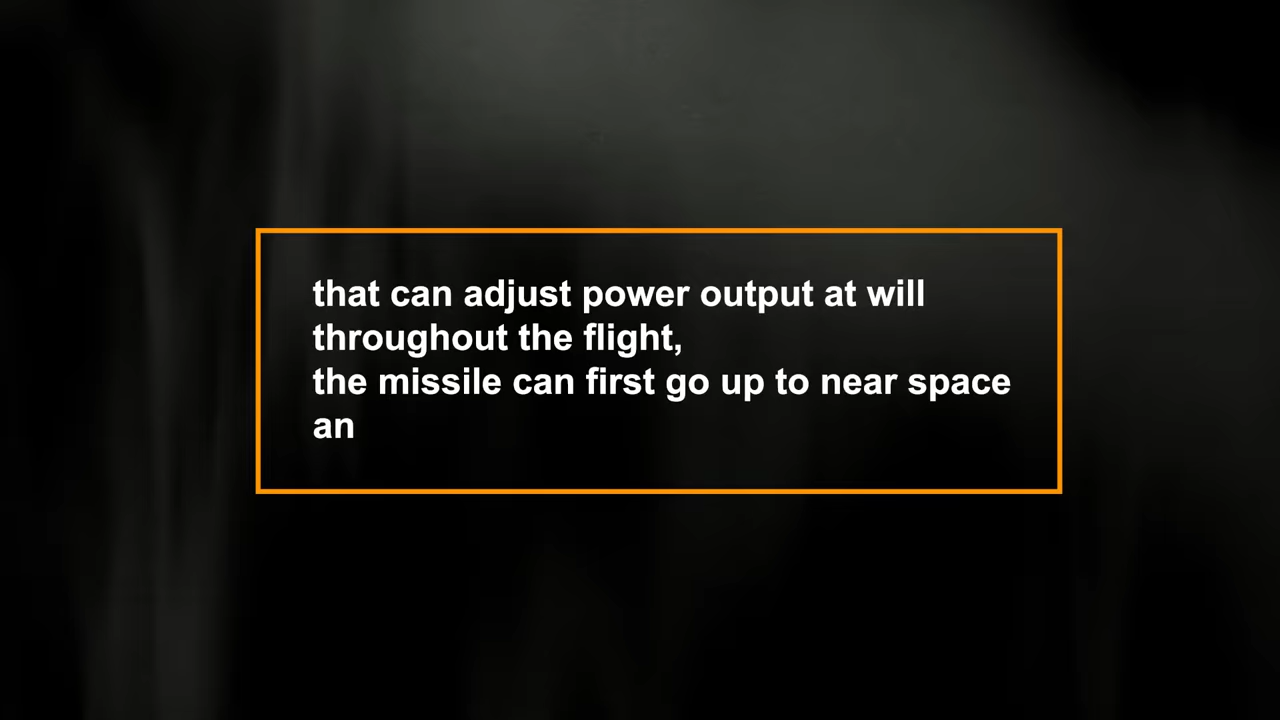 that can adjust power output at will
throughout the flight,
the missile can first go up to near space
an